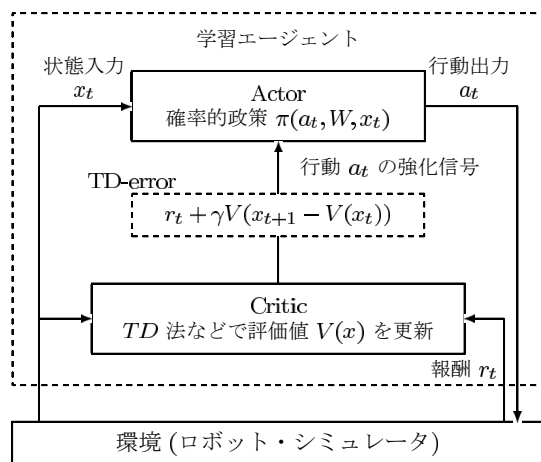 学習エージェント
状態入力
x_t
行動出力
a_t
Actor
確率的政策 π(a_t, W, x_t)
行動 a_t の強化信号
TD-error
r_t + γV(x_{t+1} − V(x_t))
Critic
TD 法などで評価値 V(x) を更新
報酬 r_t
環境 (ロボット・シミュレータ)